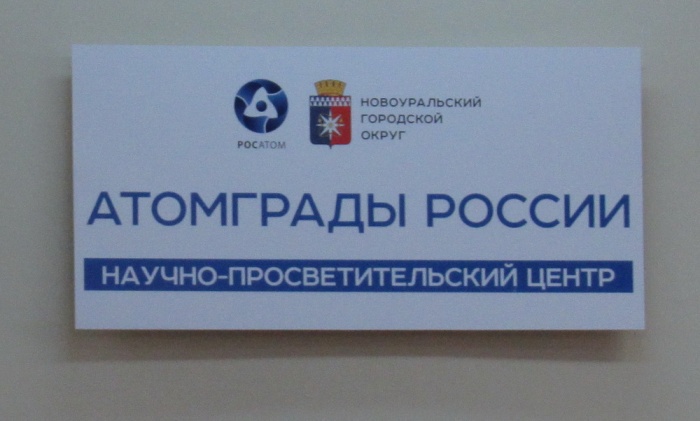 РОСАТОМ
НОВОУРАЛЬСКИЙ
ГОРОДСКОЙ
ОКРУГ
АТОМГРАДЫ РОССИИ
НАУЧНО-ПРОСВЕТИТЕЛЬСКИЙ ЦЕНТР